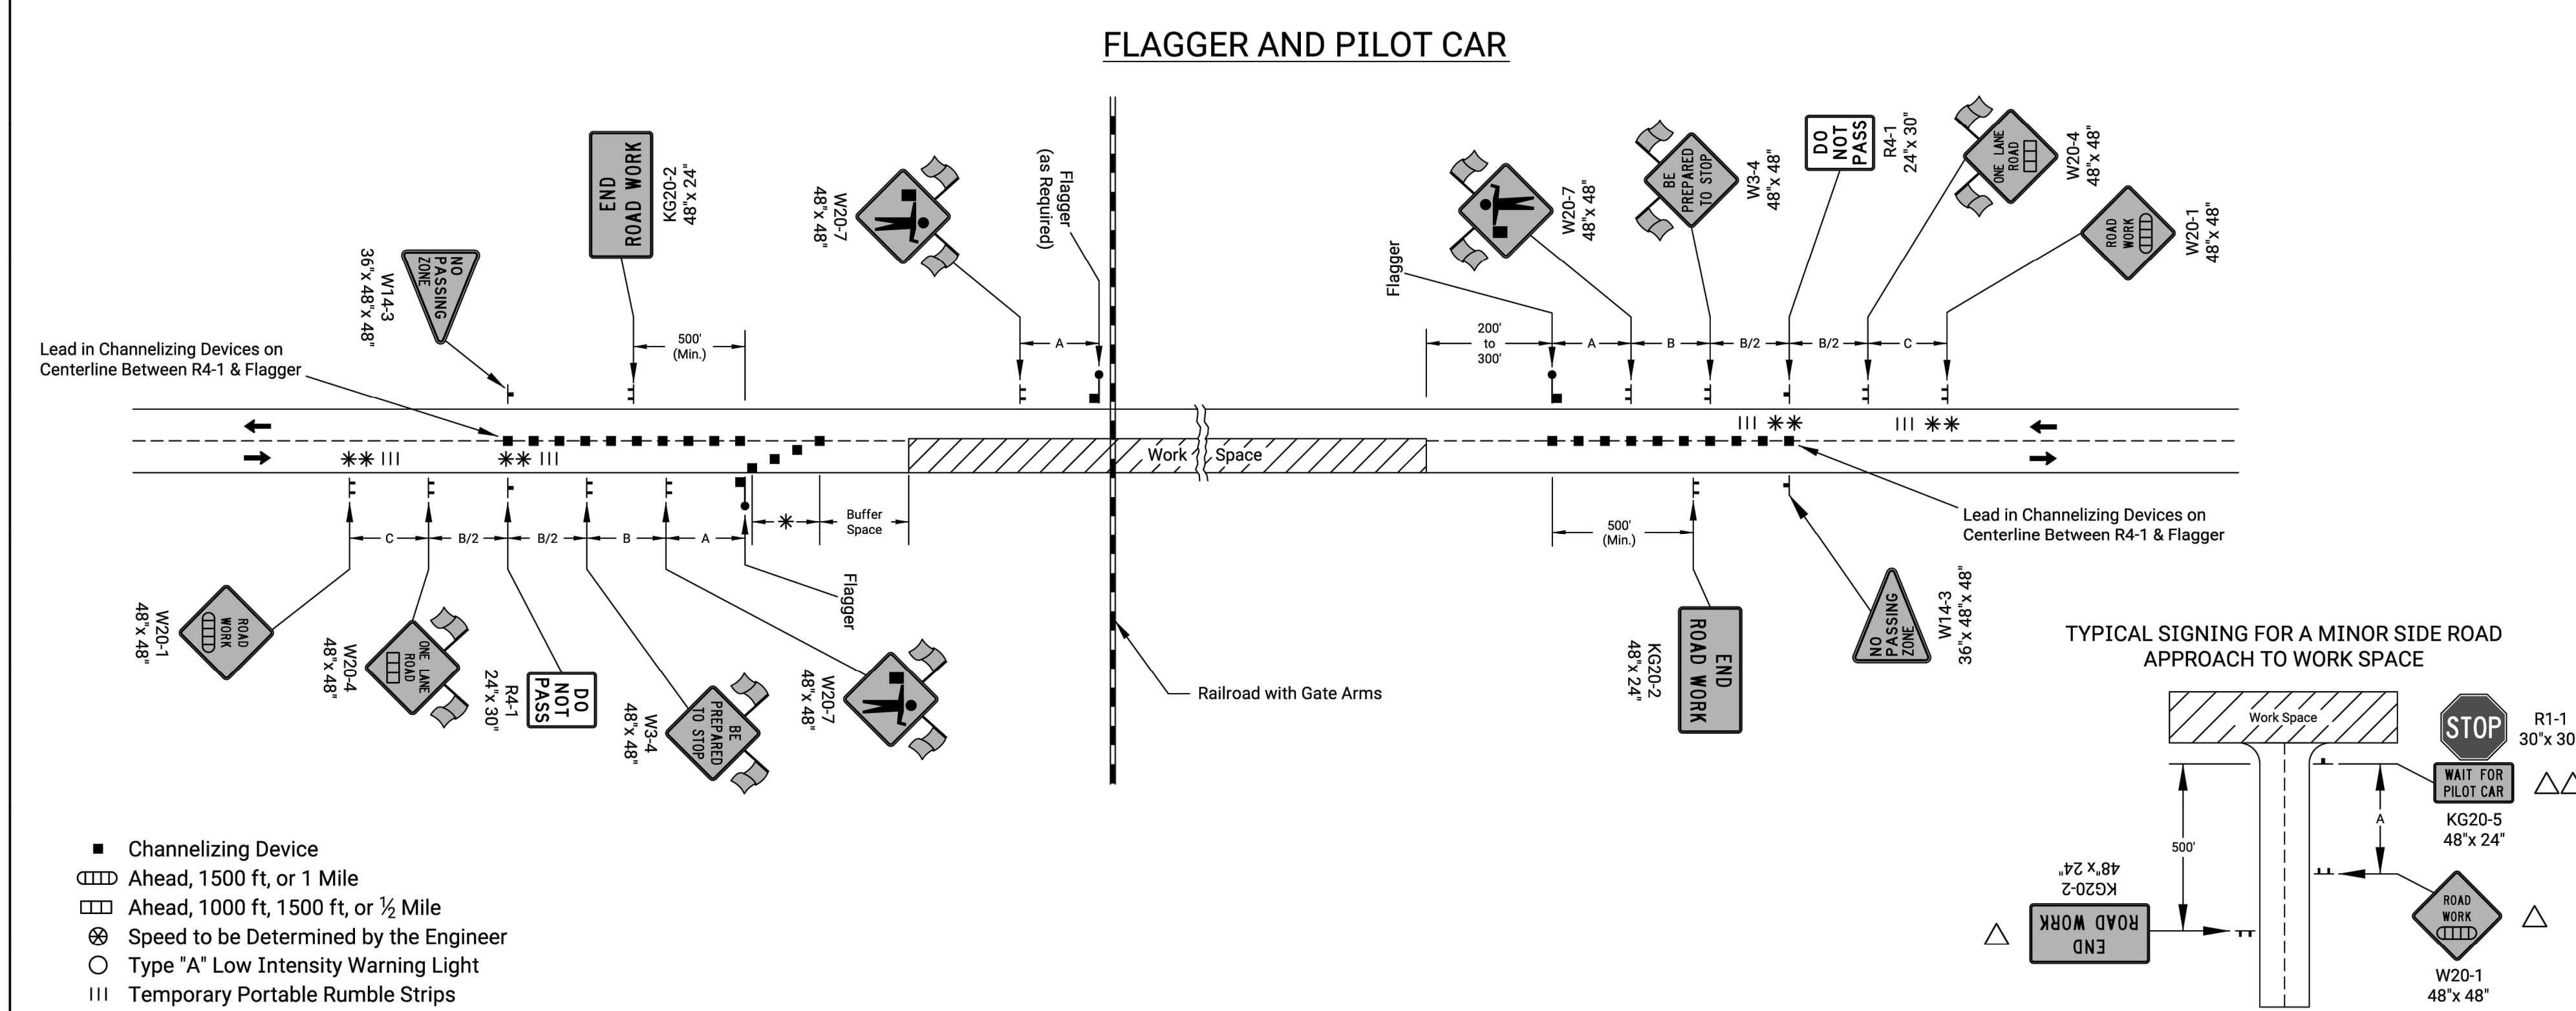 FLAGGER AND PILOT CAR
END
ROAD WORK
KG20-2
48"x 24"
NO
PASSING
ZONE
W14-3
36"x 48"x 48"
Lead in Channelizing Devices on
Centerline Between R4-1 & Flagger
500'
(Min.)
W20-7
48"x 48"
A
Flagger
(as Required)
Flagger
200'
to
300'
W20-7
48"x 48"
BE
PREPARED
TO STOP
W3-4
48"x 48"
DO
NOT
PASS
R4-1
24"x 30"
ONE LANE
ROAD
W20-4
48"x 48"
ROAD
WORK
W20-1
48"x 48"
A
B
B/2
B/2
C
Work Space
C
B/2
B/2
B
A
Buffer
Space
ROAD
WORK
W20-1
48"x 48"
ONE LANE
ROAD
W20-4
48"x 48"
DO
NOT
PASS
R4-1
24"x 30"
BE
PREPARED
TO STOP
W3-4
48"x 48"
W20-7
48"x 48"
Flagger
Railroad with Gate Arms
500'
(Min.)
END
ROAD WORK
KG20-2
48"x 24"
Lead in Channelizing Devices on
Centerline Between R4-1 & Flagger
NO
PASSING
ZONE
W14-3
36"x 48"x 48"
TYPICAL SIGNING FOR A MINOR SIDE ROAD
APPROACH TO WORK SPACE
Work Space
STOP
R1-1
30"x 30
WAIT FOR
PILOT CAR
KG20-5
48"x 24"
A
500'
END
ROAD WORK
KG20-2
48"x 24"
ROAD
WORK
W20-1
48"x 48"
Channelizing Device
Ahead, 1500 ft, or 1 Mile
Ahead, 1000 ft, 1500 ft, or ½ Mile
Speed to be Determined by the Engineer
Type "A" Low Intensity Warning Light
Temporary Portable Rumble Strips